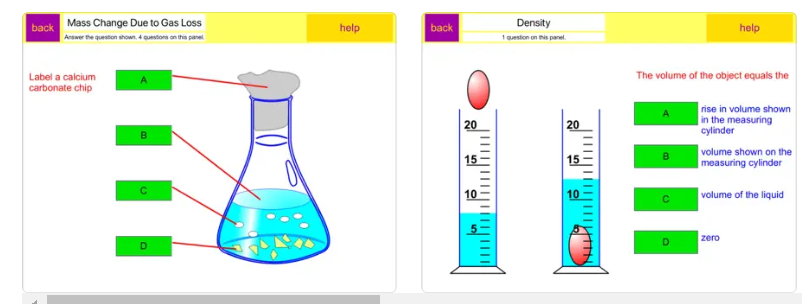 back
Mass Change Due to Gas Loss
Answer the question shown. 4 questions on this panel.
help
Label a calcium
carbonate chip
A
B
C
D
back
Density
1 question on this panel.
help
The volume of the object equals the
20
15
10
5
20
15
10
5
A
rise in volume shown
in the measuring
cylinder
B
volume shown on the
measuring cylinder
C
volume of the liquid
D
zero